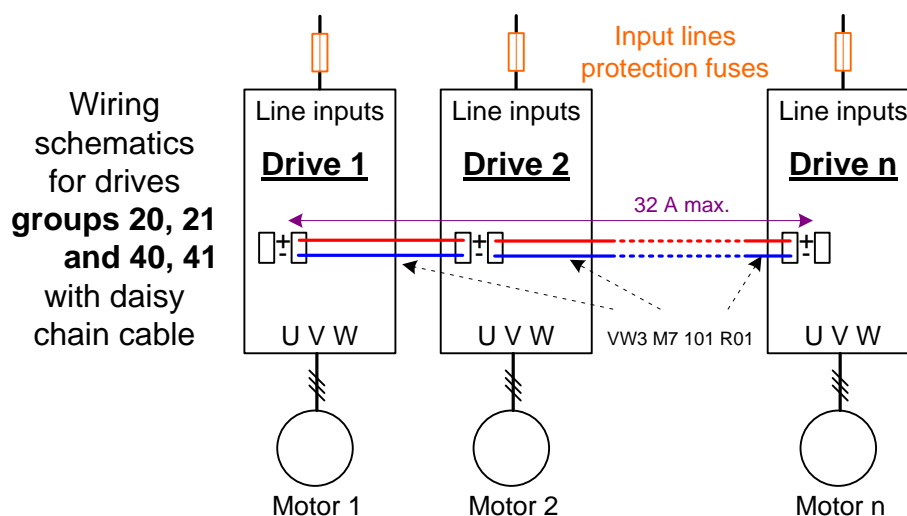 Input lines
protection fuses
Wiring
schematics
for drives
groups 20, 21
and 40, 41
with daisy
chain cable
Line inputs
Drive 1
Line inputs
Drive 2
Line inputs
Drive n
32 A max.
+
-
+
-
+
-
VW3 M7 101 R01
U V W
U V W
U V W
Motor 1
Motor 2
Motor n